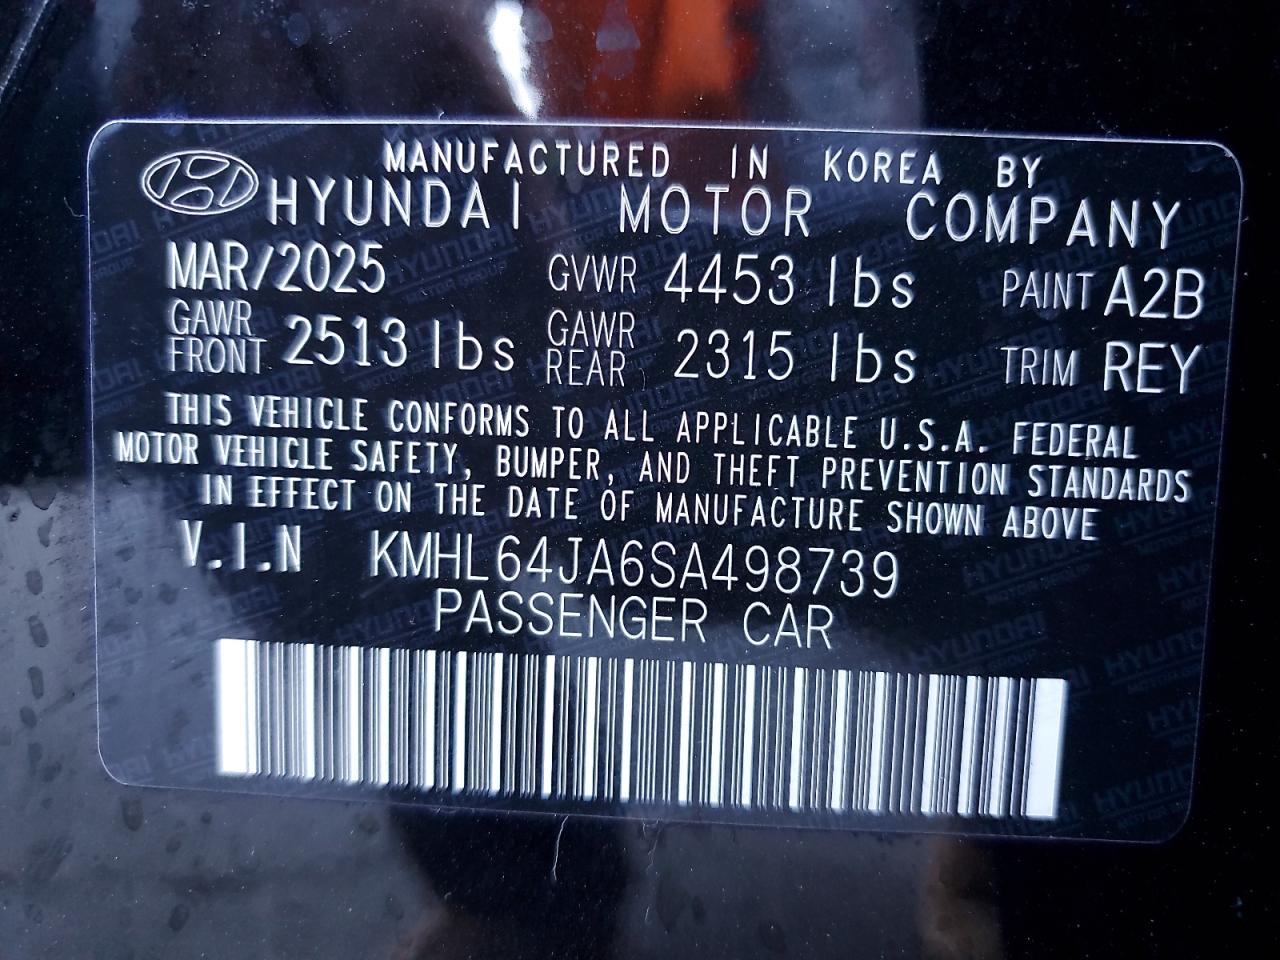 MANUFACTURED IN KOREA BY
HYUNDAI MOTOR COMPANY
MAR/2025 GVWR 4453 lbs PAINT A2B
GAWR FRONT 2513 lbs GAWR REAR 2315 lbs TRIM REY
THIS VEHICLE CONFORMS TO ALL APPLICABLE U.S.A. FEDERAL
MOTOR VEHICLE SAFETY, BUMPER, AND THEFT PREVENTION STANDARDS
IN EFFECT ON THE DATE OF MANUFACTURE SHOWN ABOVE
V.I.N KMHL64JA6SA498739
PASSENGER CAR